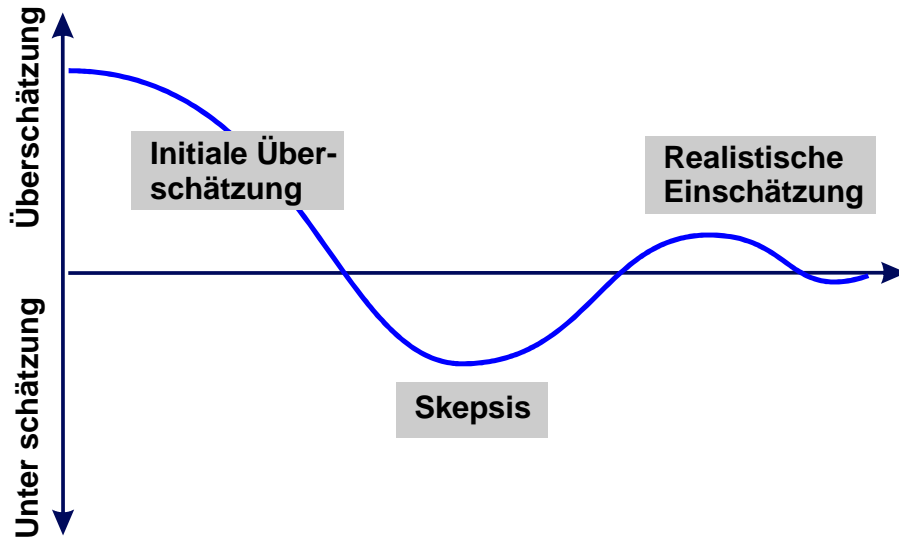 Überschätzung
Initiale Über-
schätzung
Realistische
Einschätzung
Skepsis
Unter schätzung